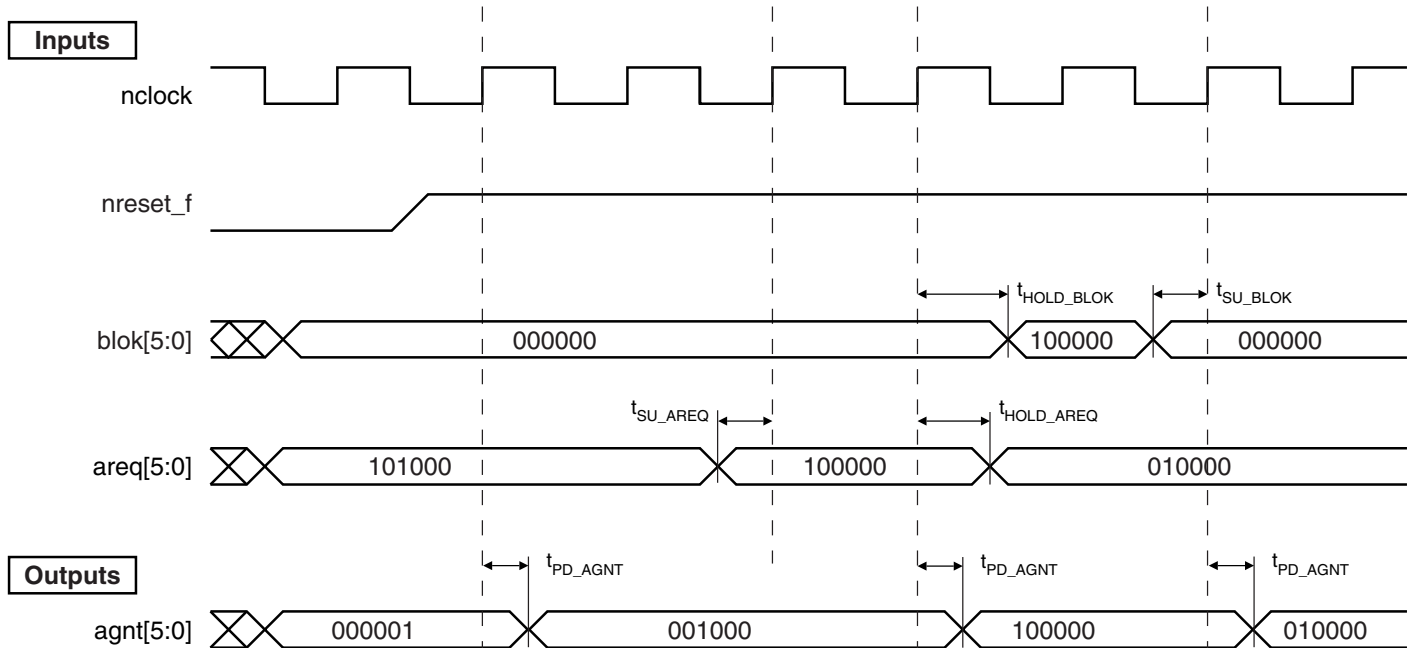 Inputs
nclock
nreset_f
tHOLD_BLOK tSU_BLOK
blok[5:0] 000000 100000 000000
tSU_AREQ tHOLD_AREQ
areq[5:0] 101000 100000 010000
Outputs
tPD_AGNT tPD_AGNT tPD_AGNT
agnt[5:0] 000001 001000 100000 010000